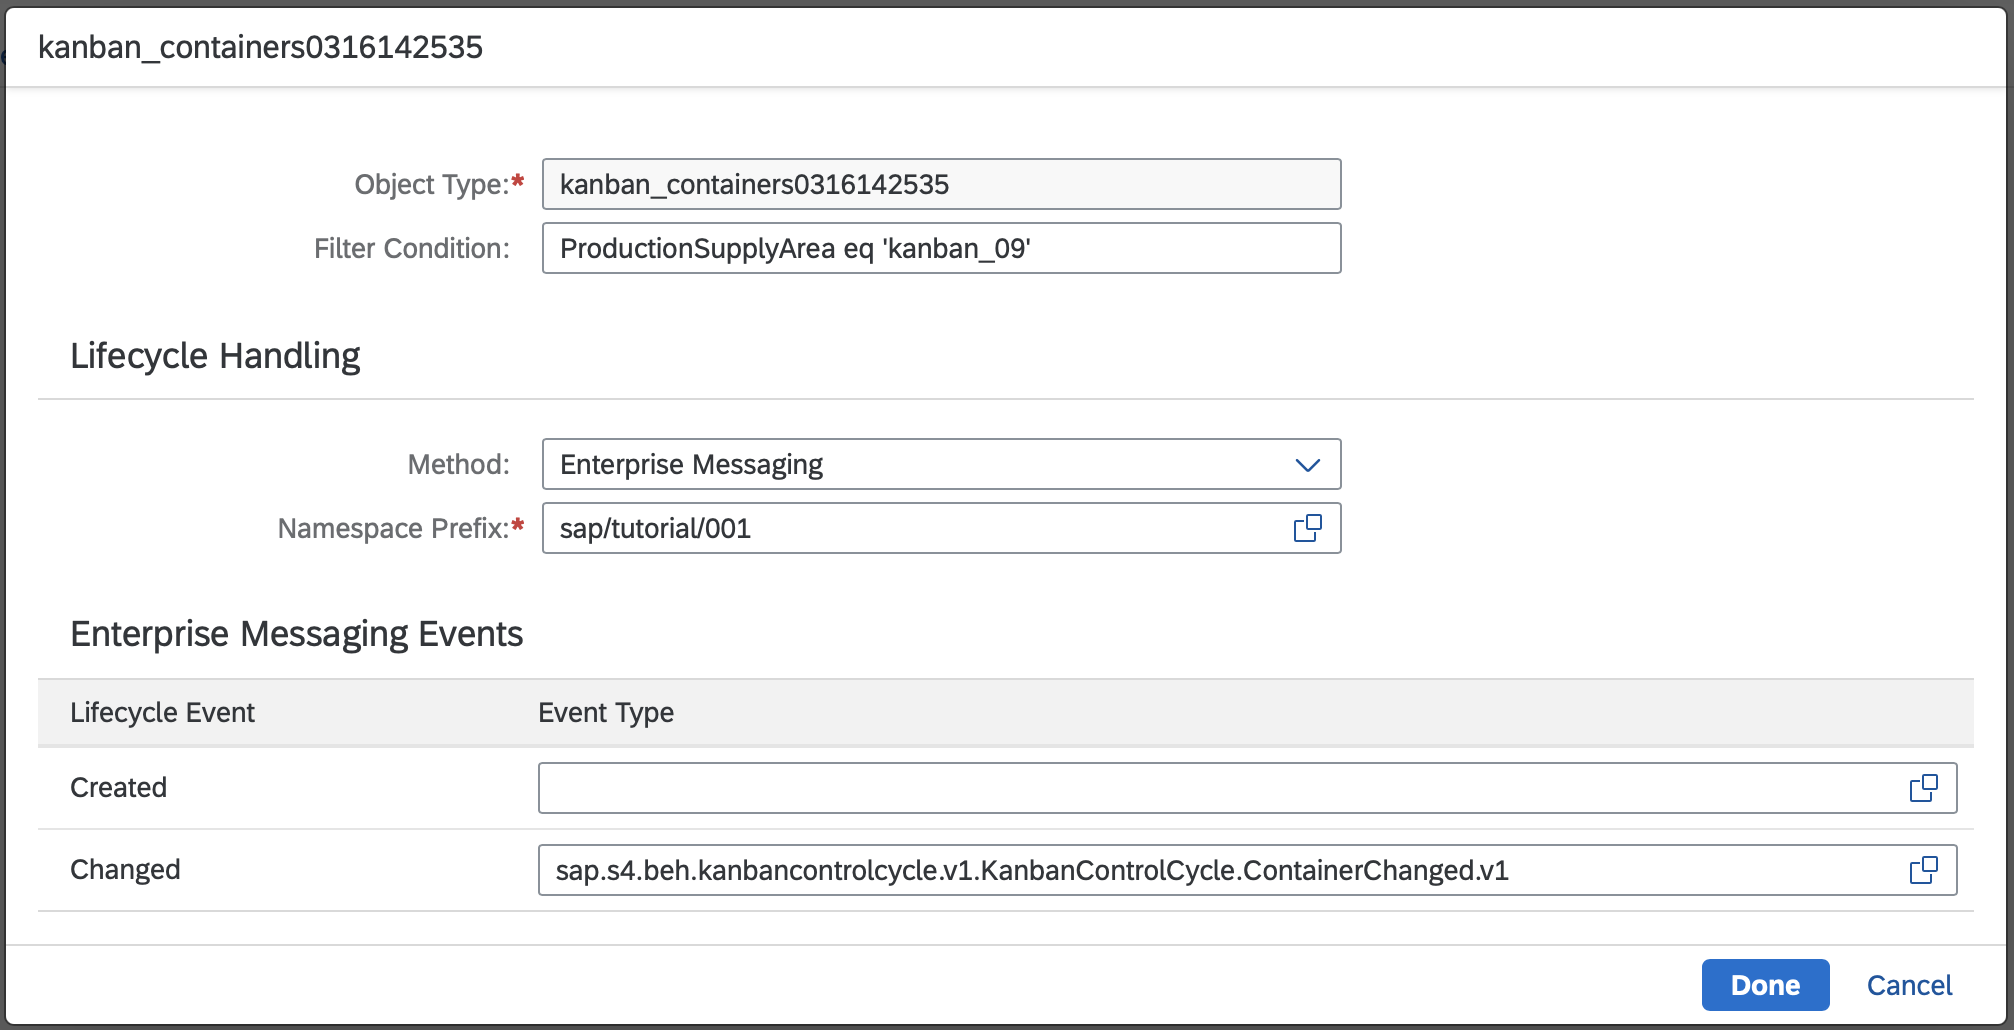 kanban_containers0316142535
Object Type:* kanban_containers0316142535
Filter Condition: ProductionSupplyArea eq 'kanban_09'
Lifecycle Handling
Method: Enterprise Messaging
Namespace Prefix:* sap/tutorial/001
Enterprise Messaging Events
Lifecycle Event Event Type
Created
Changed sap.s4.beh.kanbancontrolcycle.v1.KanbanControlCycle.ContainerChanged.v1
Done Cancel